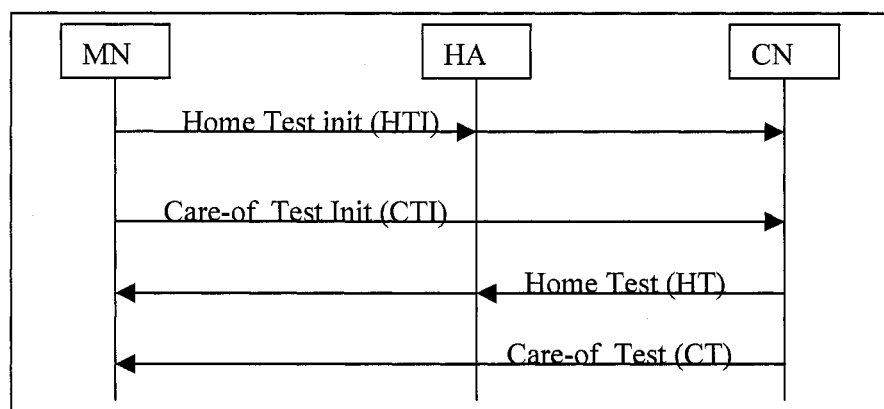 MN HA CN
Home Test init (HTI)
Care-of Test Init (CTI)
Home Test (HT)
Care-of Test (CT)